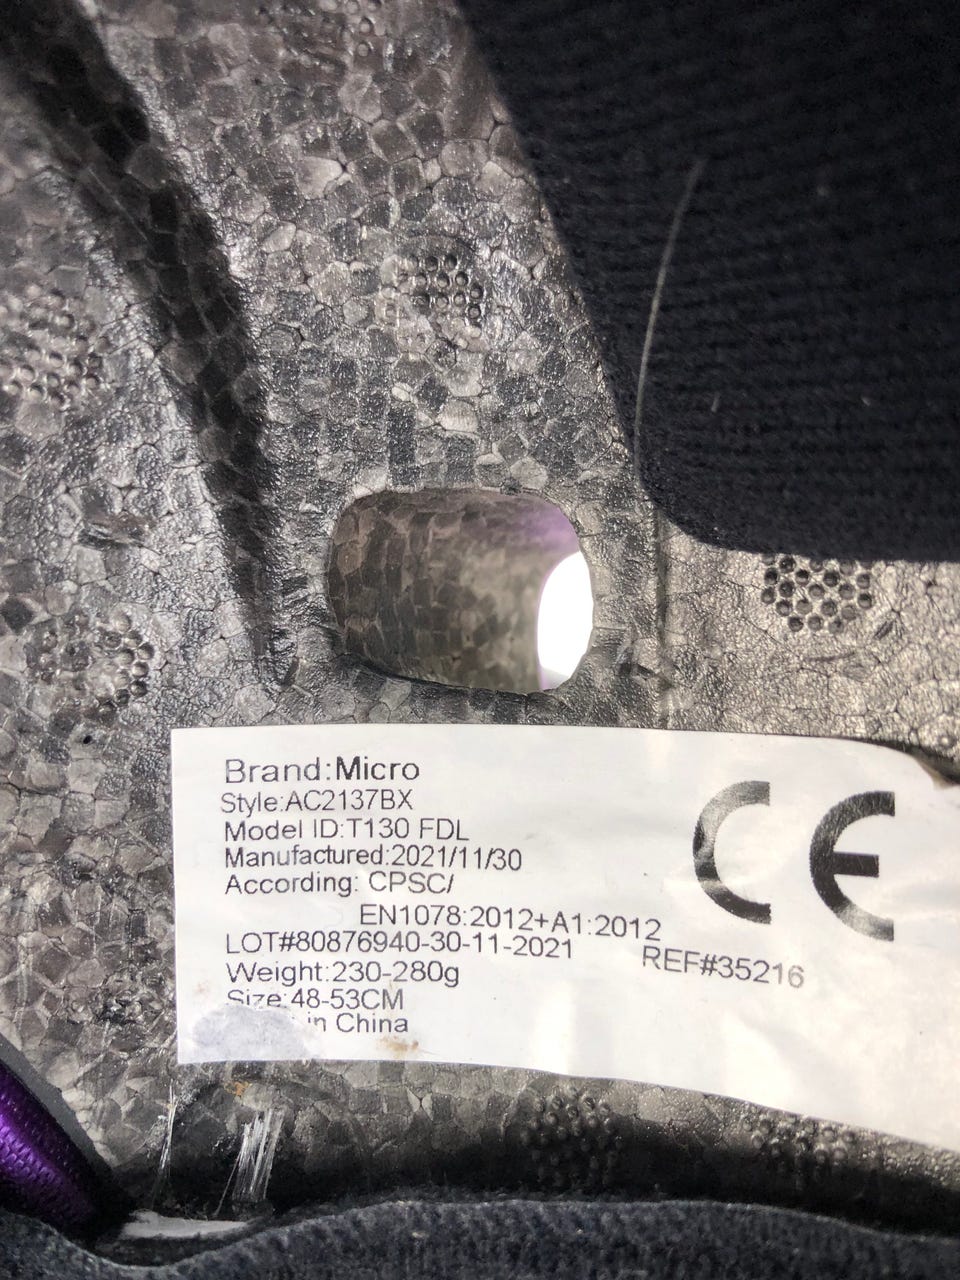 Brand:Micro
Style:AC2137BX
Model ID:T130 FDL
Manufactured:2021/11/30
According: CPSC/
EN1078:2012+A1:2012
LOT#80876940-30-11-2021
REF#35216
Weight:230-280g
Size:48-53CM
in China
CE